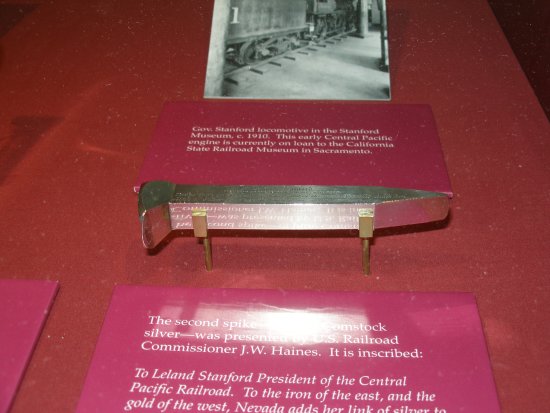 1
Gov. Stanford locomotive in the Stanford
Museum, c. 1910. This early Central Pacific
engine is currently on loan to the California
State Railroad Museum in Sacramento.
The second spike— omstock
silver—was presented by U.S. Railroad
Commissioner J.W. Haines. It is inscribed:
To Leland Stanford President of the Central
Pacific Railroad. To the iron of the east, and the
gold of the west, Nevada adds her link of silver to